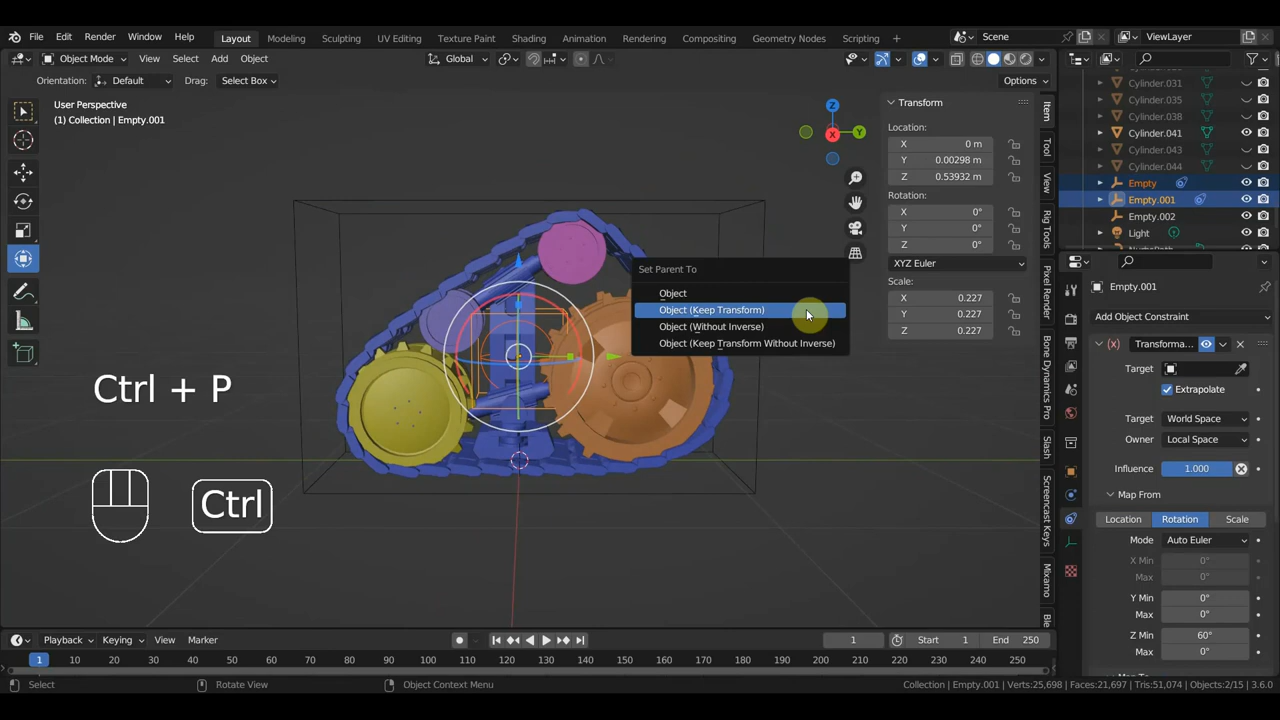 File Edit Render Window Help Layout Modeling Sculpting UV Editing Texture Paint Shading Animation Rendering Compositing Geometry Nodes Scripting + Scene ViewLayer
Object Mode View Select Add Object Global
Orientation: Default Drag: Select Box Options
User Perspective
(1) Collection | Empty.001
Z
Y
X
Transform
Location:
X 0 m
Y 0.00298 m
Z 0.53932 m
Rotation:
X 0°
Y 0°
Z 0°
XYZ Euler
Scale:
X 0.227
Y 0.227
Z 0.227
Item
Tool
View
Rig Tools
Pixel Render
Bone Dynamics Pro
Slash
Screencast Keys
Mixamo
Cylinder.031
Cylinder.035
Cylinder.038
Cylinder.041
Cylinder.043
Cylinder.044
Empty
Empty.001
Empty.002
Light
Empty.001
Add Object Constraint
Transforma...
Target:
Extrapolate
Target World Space
Owner Local Space
Influence 1.000
Map From
Location Rotation Scale
Mode Auto Euler
X Min 0°
Max 0°
Y Min 0°
Max 0°
Z Min 60°
Max 0°
Set Parent To
Object
Object (Keep Transform)
Object (Without Inverse)
Object (Keep Transform Without Inverse)
Ctrl + P
Ctrl
Playback Keying View Marker 1 Start 1 End 250
1 10 20 30 40 50 60 70 80 90 100 110 120 130 140 150 160 170 180 190 200 210 220 230 240 250
Select Rotate View Object Context Menu Collection | Empty.001 | Verts:25,698 | Faces:21,697 | Tris:51,074 | Objects:2/15 | 3.6.0